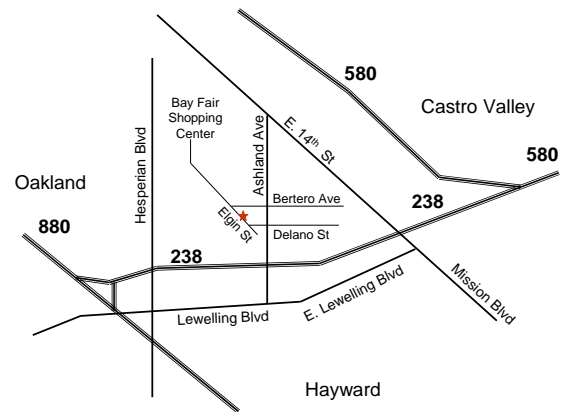 580
Castro Valley
580
Bay Fair
Shopping
Center
E. 14th St
Hesperian Blvd
Ashland Ave
Oakland
Bertero Ave
238
880
Elgin St
Delano St
238
Mission Blvd
E. Lewelling Blvd
Lewelling Blvd
Hayward